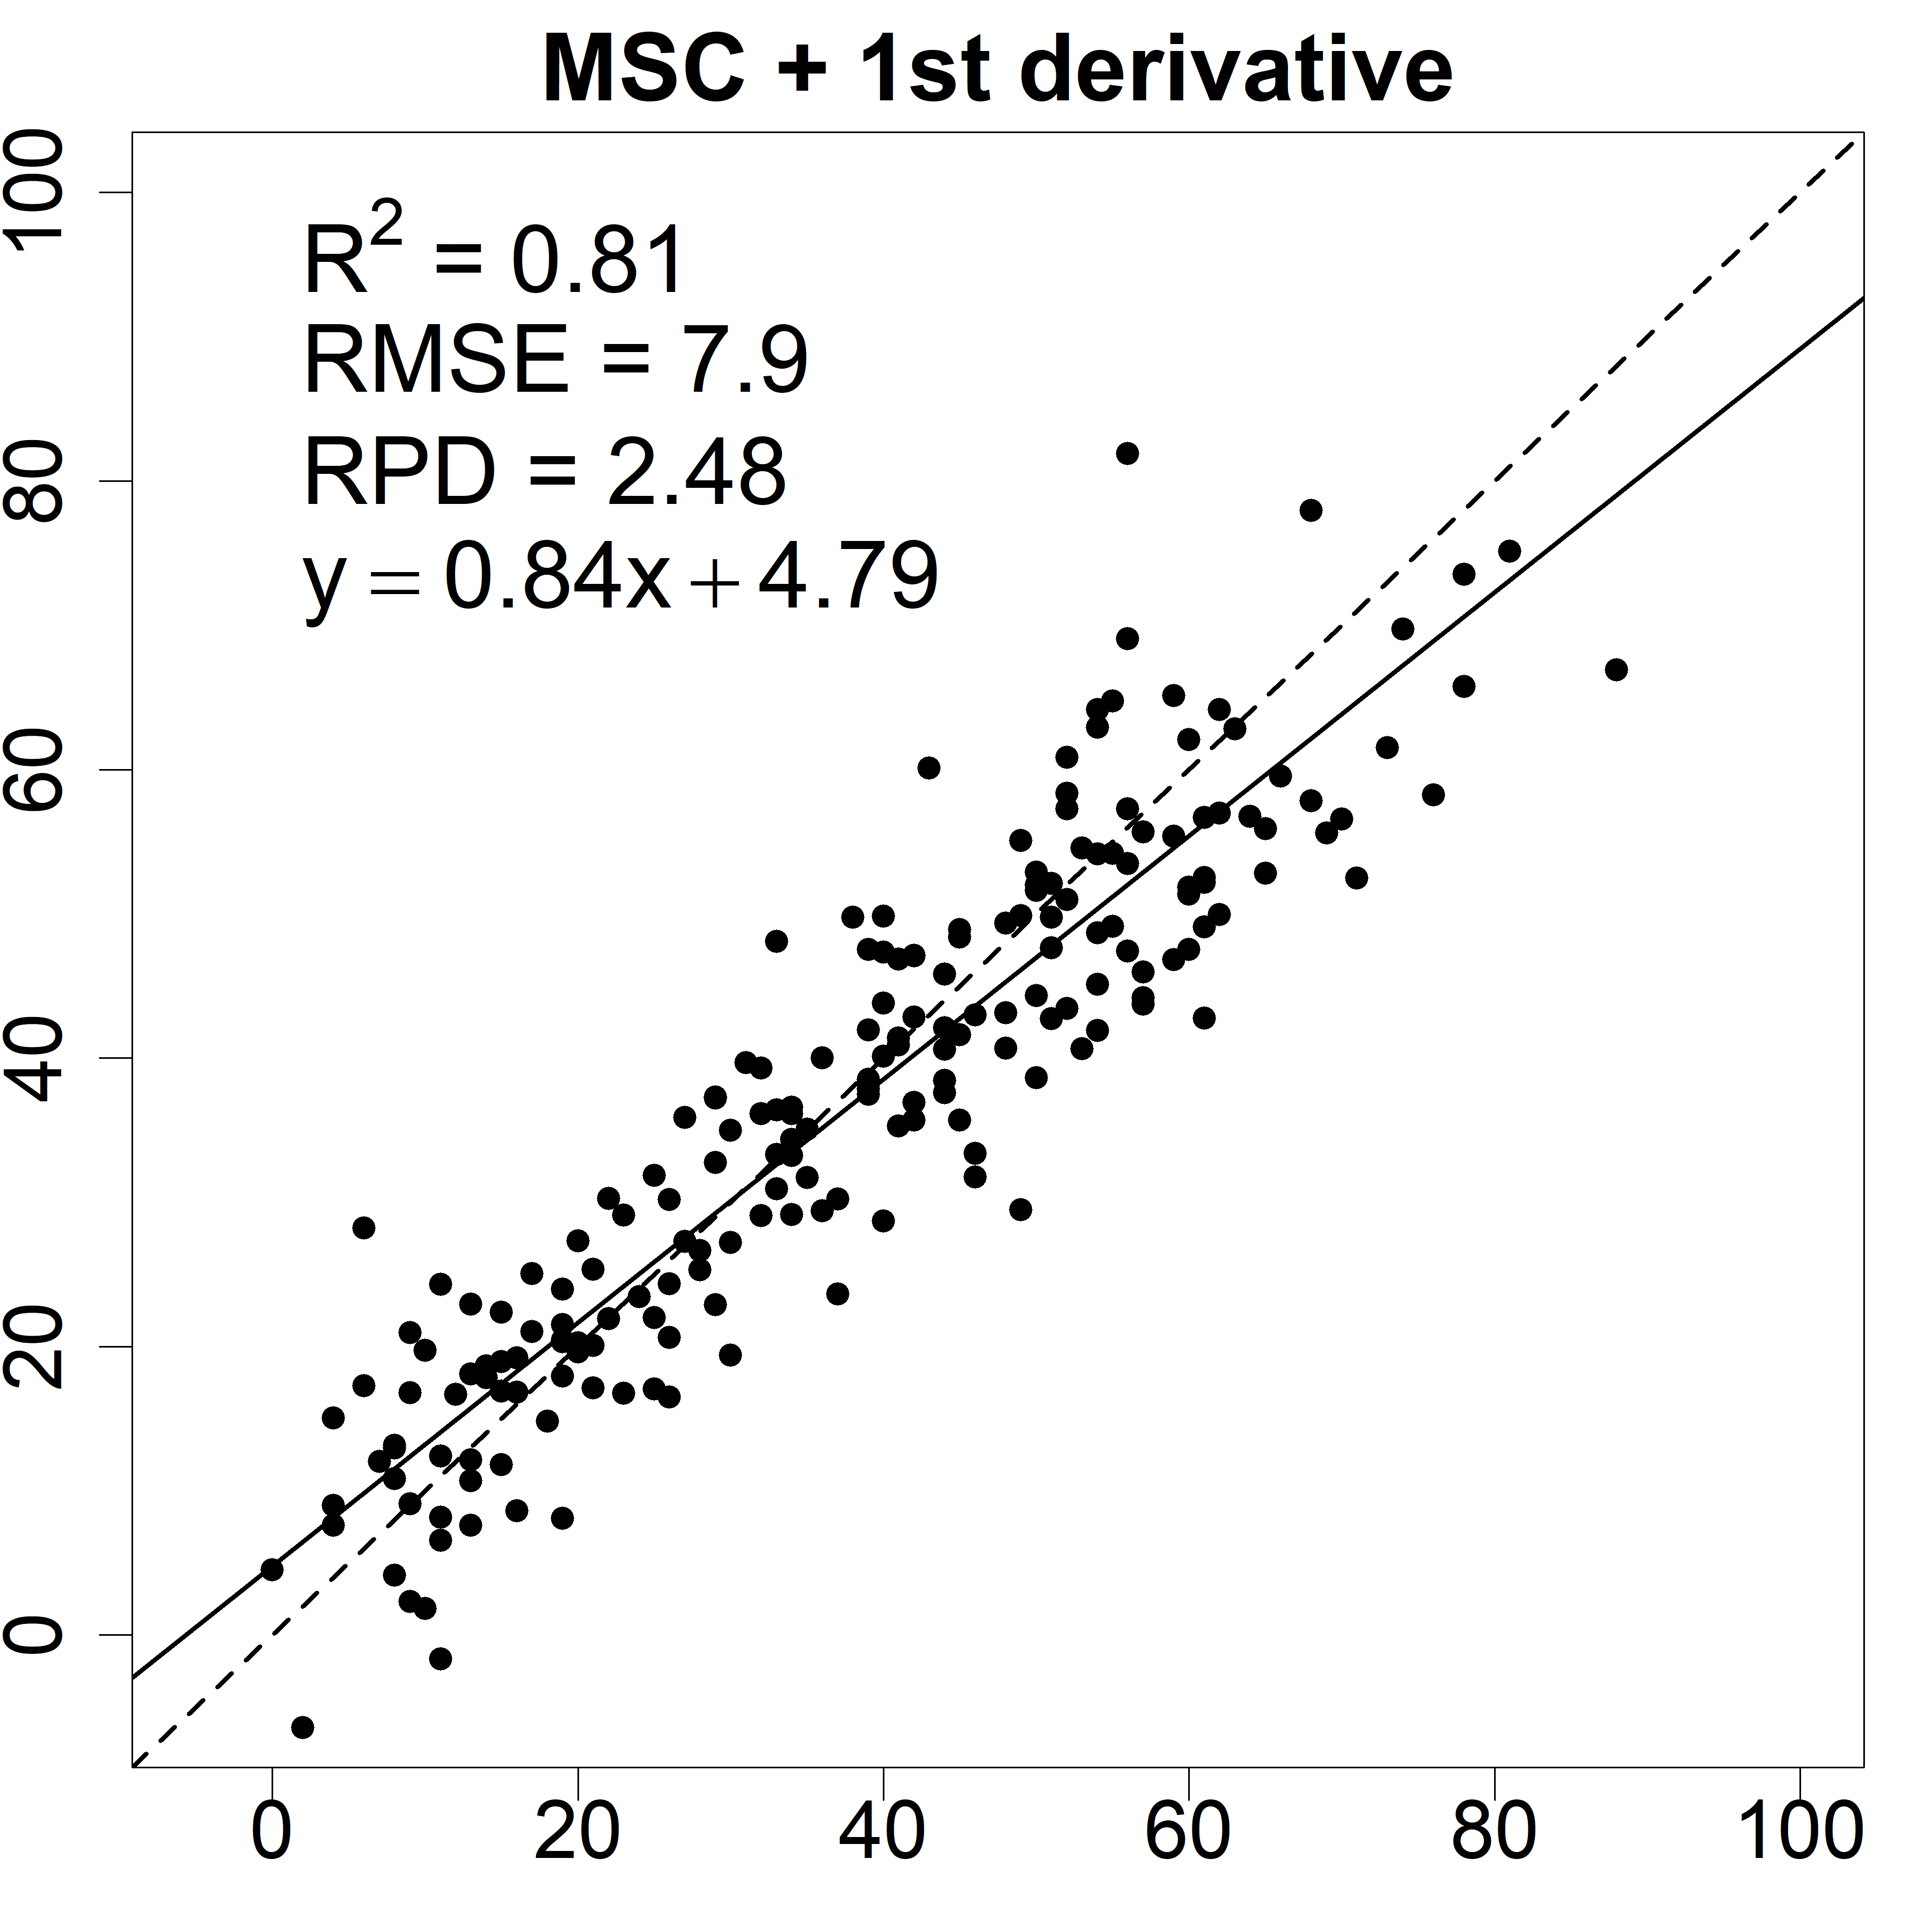 MSC + 1st derivative
R² = 0.81
RMSE = 7.9
RPD = 2.48
y = 0.84x + 4.79
100
80
60
40
20
0
0 20 40 60 80 100